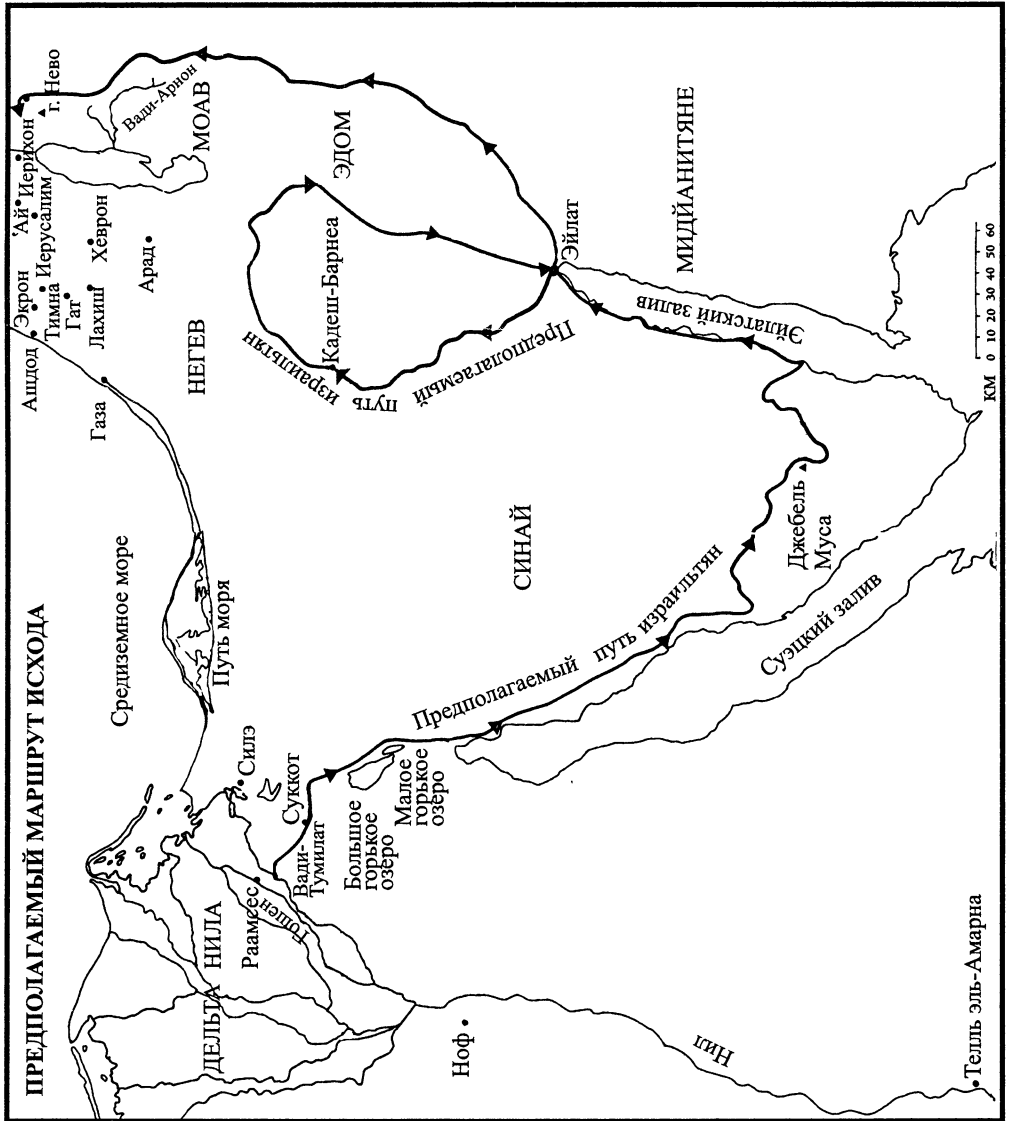 ПРЕДПОЛАГАЕМЫЙ МАРШРУТ ИСХОДА
Средиземное море
Путь моря
Ашдод
Экрон
Тимна
Гат
Лахиш
Газа
Ай
Иерихон
Иерусалим
Хеврон
Арад
г. Нево
Вади-Арнон
МОАВ
НЕГЕВ
ЭДОМ
Кадеш-Барнеа
Предполагаемый путь израильтян
Эйлат
МИДЙАНИТЯНЕ
Эйлатский залив
ДЕЛЬТА НИЛА
Раамсес
Гошен
Силэ
Суккот
Вади-
Тумилат
Большое
горькое
озеро
Малое
горькое
озеро
СИНАЙ
Предполагаемый путь израильтян
Джебель
Муса
Суэцкий залив
Ноф
Нил
Телль эль-Амарна
КМ
0 10 20 30 40 50 60